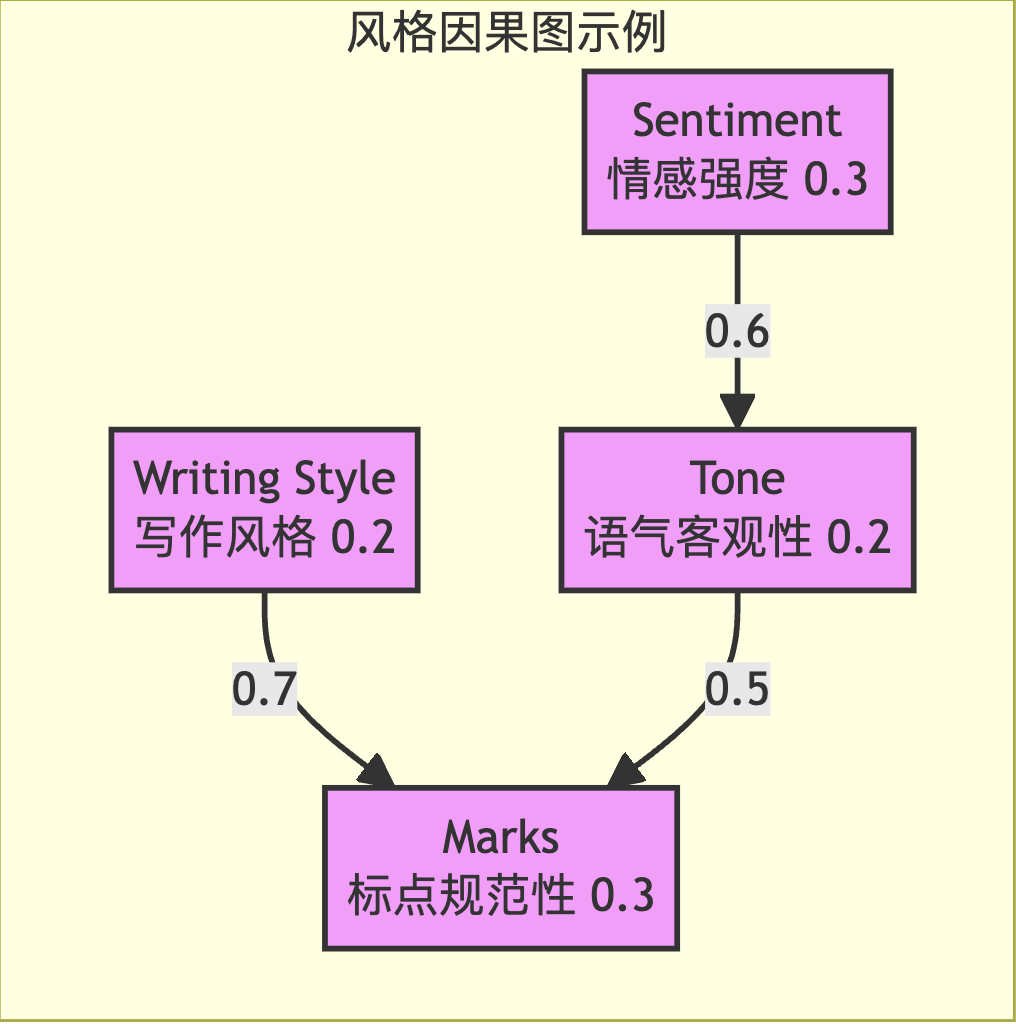 风格因果图示例
Sentiment
情感强度 0.3
0.6
Writing Style
写作风格 0.2
Tone
语气客观性 0.2
0.7
0.5
Marks
标点规范性 0.3